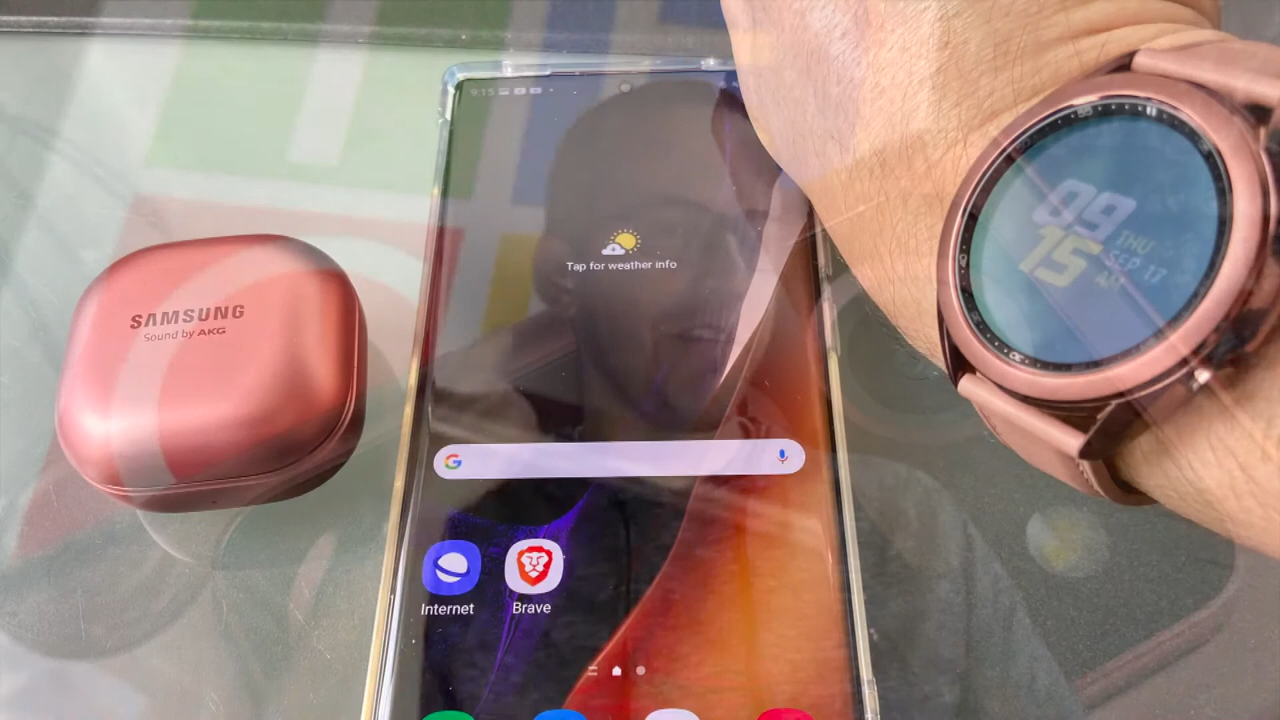 SAMSUNG
Sound by AKG
9:15
Tap for weather info
Internet
Brave
09
15
THU
SEP 17
AM